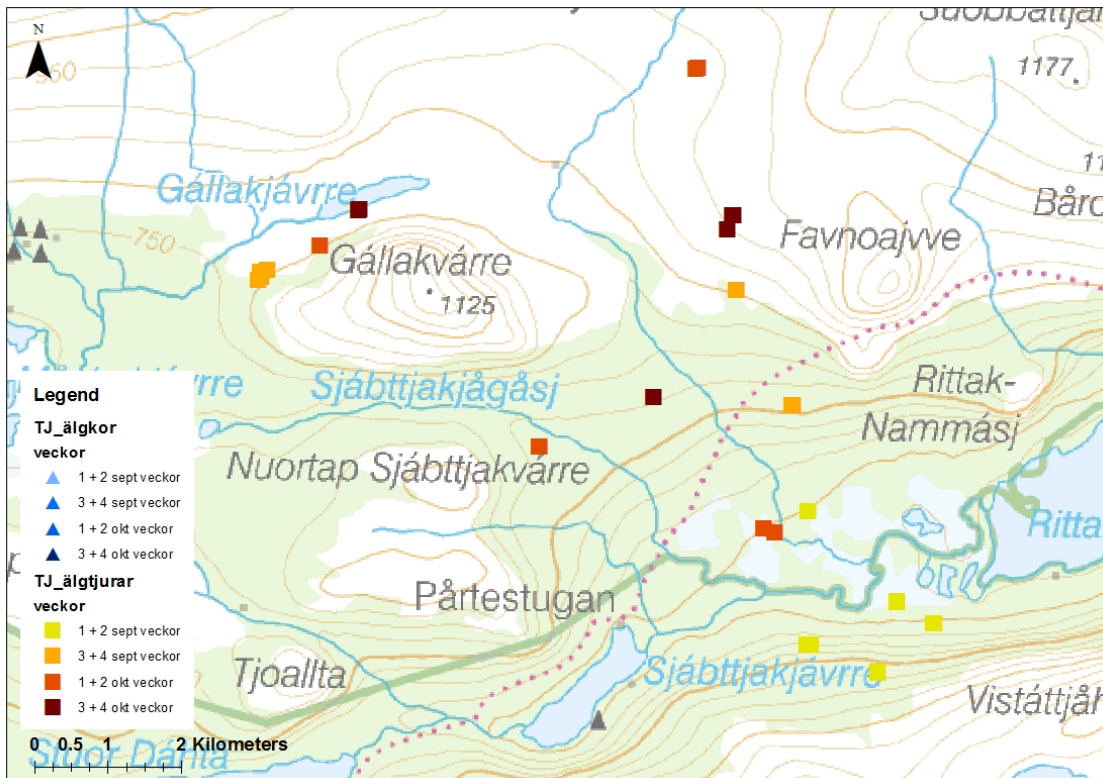 N
1177
550
Gállakjávrre
750
Gállakvárre
1125
Favnoajvve
Sjábttjakjågåsj
Rittak-
Nammásj
Nuortap Sjábttjakvárre
Ritta
Pårtestugan
Tjoallta
Sjábttjakjávrre
Vistáttjåh
Legend
TJ_älgkor
veckor
1 + 2 sept veckor
3 + 4 sept veckor
1 + 2 okt veckor
3 + 4 okt veckor
TJ_älgtjurar
veckor
1 + 2 sept veckor
3 + 4 sept veckor
1 + 2 okt veckor
3 + 4 okt veckor
0 0.5 1 2 Kilometers